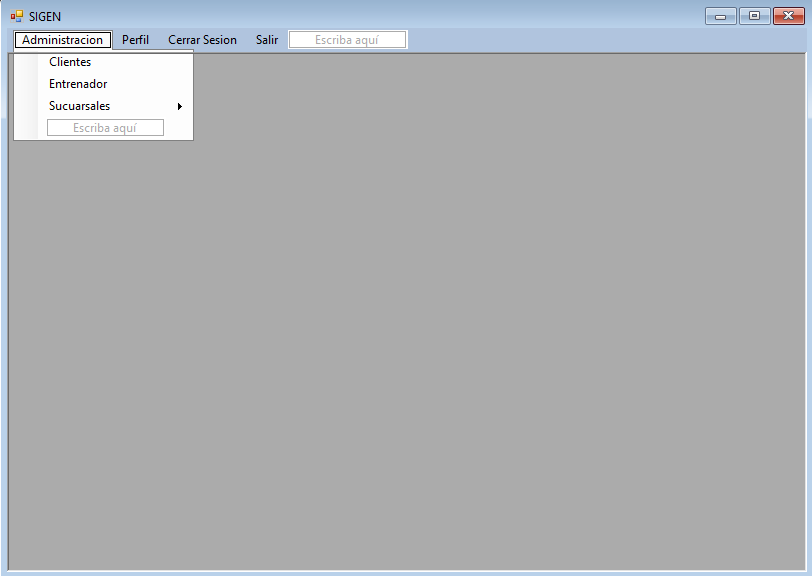 SIGEN
Administracion Perfil Cerrar Sesion Salir Escriba aquí
Clientes
Entrenador
Sucuarsales
Escriba aquí